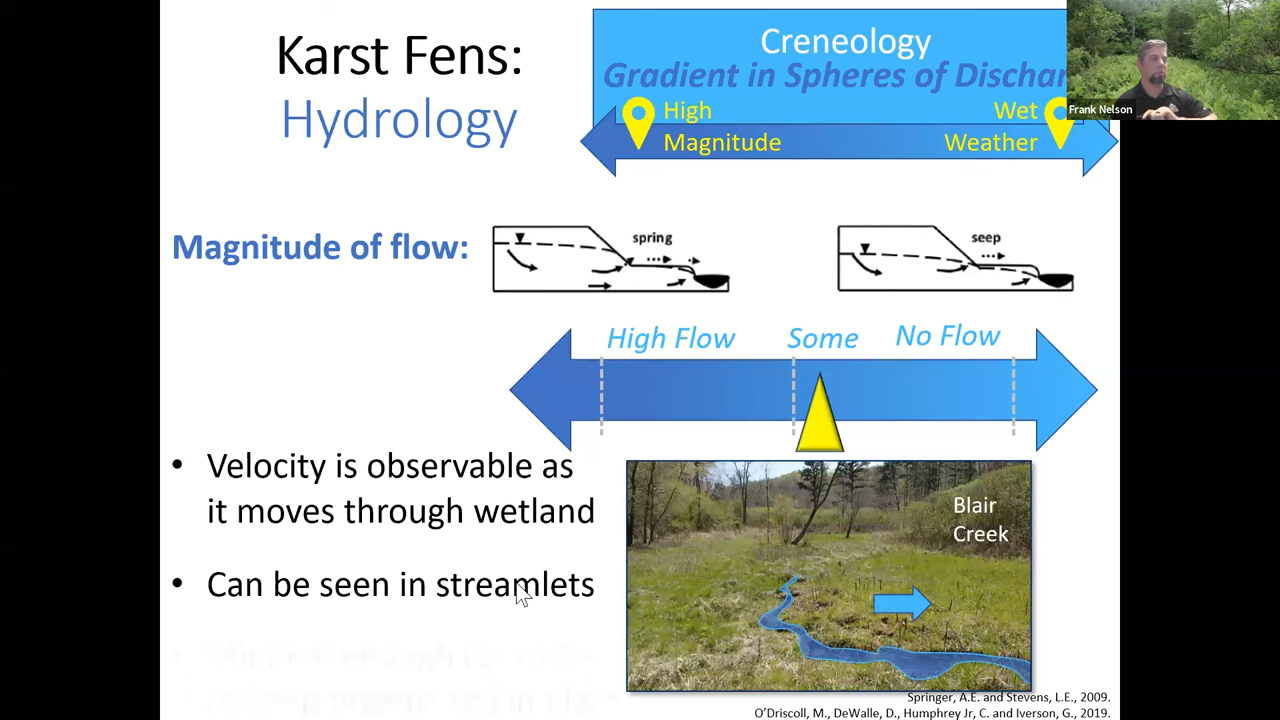 Karst Fens:
Hydrology
Creneology
Gradient in Spheres of
High
Magnitude
Wet
Weather
Frank Nelson
Magnitude of flow:
spring
seep
High Flow
Some
No Flow
Velocity is observable as
it moves through wetland
Can be seen in streamlets
Blair
Creek
Springer, A.E. and Stevens, L.E., 2009.
O’Driscoll, M., DeWalle, D., Humphrey Jr, C. and Iverson, G., 2019.